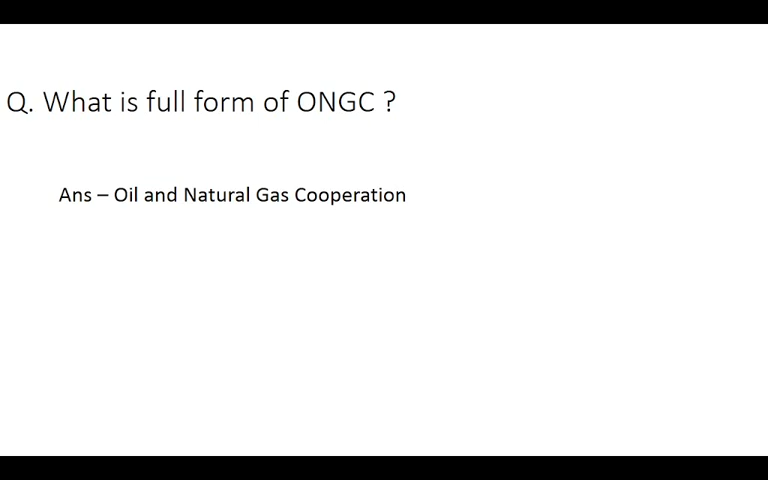 Q. What is full form of ONGC ?
Ans – Oil and Natural Gas Cooperation